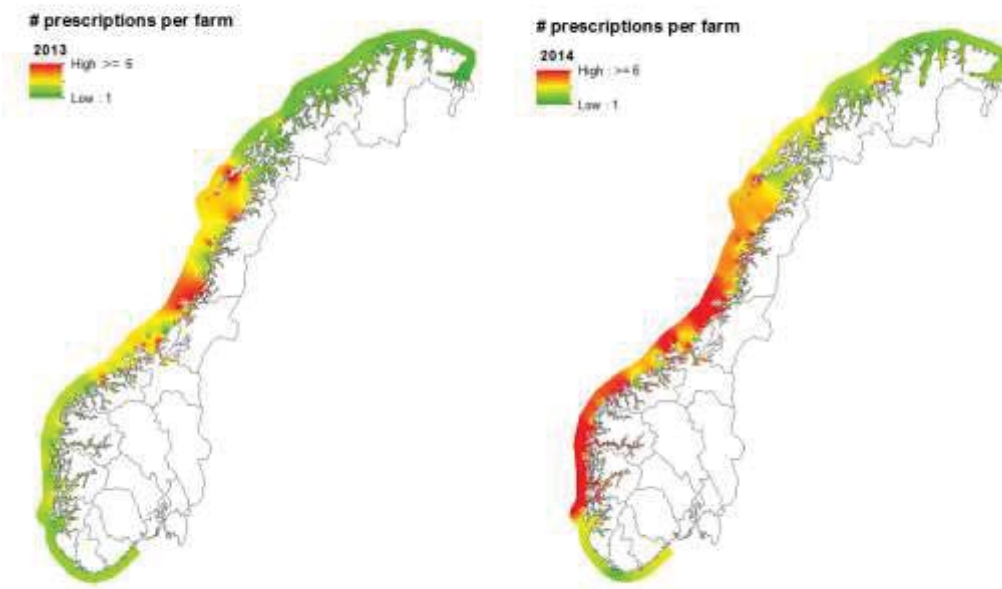 # prescriptions per farm
2013
High >= 6
Low : 1
# prescriptions per farm
2014
High : >= 6
Low : 1